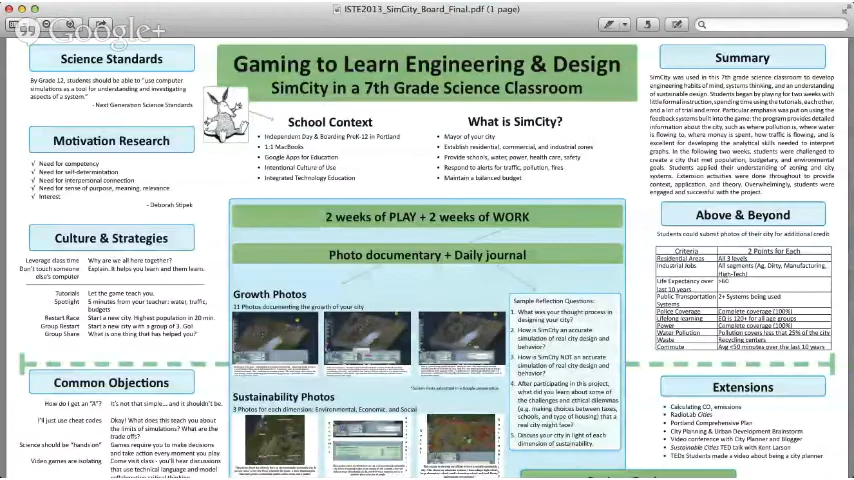 ISTE2013_SimCity_Board_Final.pdf (1 page)
Google+
Science Standards
By Grade 12, students should be able to "use computer
simulations as a tool for understanding and investigating
aspects of a system."
- Next Generation Science Standards
Motivation Research
√ Need for competency
√ Need for self-determintation
√ Need for interpersonal connection
√ Need for sense of purpose, meaning, relevance
√ Interest
- Deborah Stipek
Culture & Strategies
Leverage class time Why are we all here together?
Don't touch someone Explain. It helps you learn and them learn.
else's computer
Tutorials Let the game teach you.
Spotlight 5 minutes from your teacher: water, traffic,
budgets
Restart Race Start a new city. Highest population in 20 min.
Group Restart Start a new city with a group of 3. Go!
Group Share What is one thing that has helped you?
Common Objections
How do I get an "A"? It's not that simple... and it shouldn't be.
I'll just use cheat codes Okay! What does this teach you about
the limits of simulations? What are the
trade offs?
Science should be "hands on" Games require you to make decisions
and take action every moment you play
Video games are isolating Come visit class - you'll hear discussions
that use technical language and model
collaborative critical thinking
Gaming to Learn Engineering & Design
SimCity in a 7th Grade Science Classroom
School Context
• Independent Day & Boarding PreK-12 in Portland
• 1:1 MacBooks
• Google Apps for Education
• Intentional Culture of Use
• Integrated Technology Education
What is SimCity?
• Mayor of your city
• Establish residential, commercial, and industrial zones
• Provide schools, water, power, health care, safety
• Respond to alerts for traffic, pollution, fires
• Maintain a balanced budget
2 weeks of PLAY + 2 weeks of WORK
Photo documentary + Daily journal
Growth Photos
11 Photos documenting the growth of city
Sustainability Photos
3 Photos for each dimension: Environmental, Economic, and Social
Sample Reflection Questions:
1. What was your thought process in
designing your city?
2. How is SimCity an accurate
simulation of real city design and
behavior?
3. How is SimCity NOT an accurate
simulation of real city design and
behavior?
4. After participating in this project,
what did you learn about some of
the challenges and ethical dilemmas
(e.g. making choices between taxes,
schools, and type of housing) that a
real city might face?
5. Discuss your city in light of each
dimension of sustainability.
Summary
SimCity was used in this 7th grade science classroom to develop
engineering habits of mind, systems thinking, and an understanding
of sustainable design. Students began by playing for two weeks with
little formal instruction, spending time using the tutorials, each other,
and a lot of trial and error. Particular emphasis was put on using the
feedback systems built into the game: the program provides detailed
information about the city, such as where pollution is, where water
is flowing to, where money is spent, how traffic is flowing, and is
excellent for developing the analytical skills needed to interpret
graphs. In the following two weeks, students were challenged to
create a city that met population, budgetary, and environmental
goals. Students applied their understanding of zoning and city
systems. Extension activities were done throughout to provide
context, application, and theory. Overwhelmingly, students were
engaged and successful with the project.
Above & Beyond
Students could submit photos of their city for additional credit
Criteria 2 Points for Each
Residential Areas All 3 levels
Industrial Jobs All segments (Ag, Dirty, Manufacturing,
High-Tech)
Life Expectancy over >60
last 10 years
Public Transportation 2+ Systems being used
Systems
Police Coverage Complete coverage (100%)
Lifelong learning EQ is 120+ for all age groups
Power Complete coverage (100%)
Water Pollution Pollution covers less that 25% of the city
Waste Recycling centers
Commute Avg <50 minutes over the last 10 years
Extensions
• Calculating CO₂ emissions
• RadioLab Cities
• Portland Comprehensive Plan
• City Planning & Urban Development Brainstorm
• Video conference with City Planner and Blogger
• Sustainable Cities TED talk with Kent Larson
• TEDx Students made a video about being a city planner